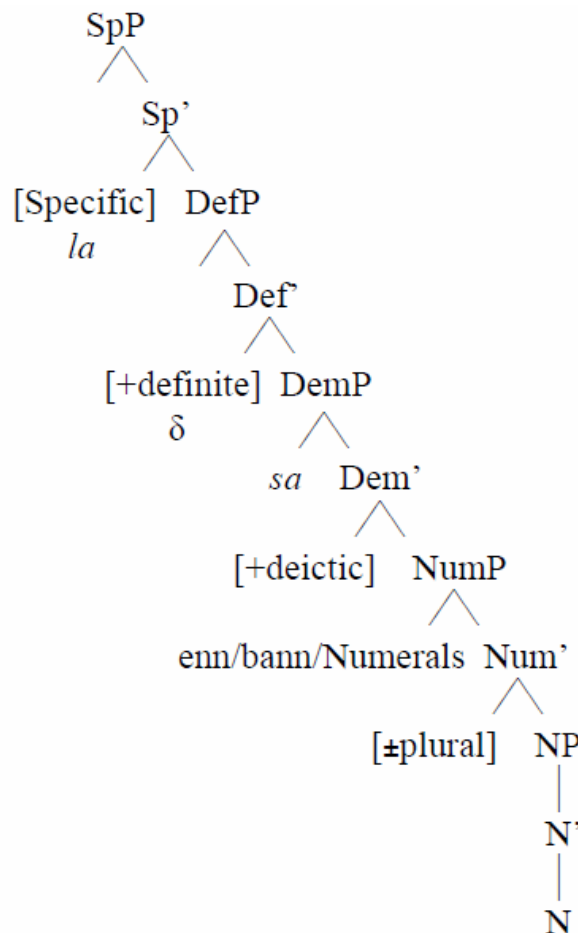 SpP
Sp’
[Specific] DefP
la
Def’
[+definite] DemP
δ
sa Dem’
[+deictic] NumP
enn/bann/Numerals Num’
[±plural] NP
N’
N